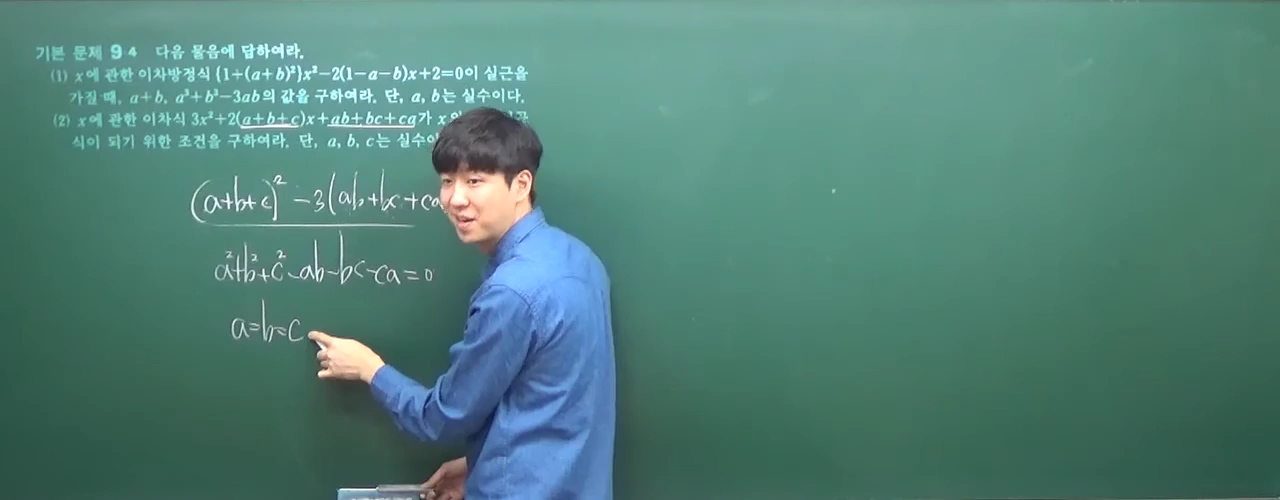 기본 문제 9·4 다음 물음에 답하여라.
(1) x에 관한 이차방정식 {1+(a+b)²}x²-2(1-a-b)x+2=0이 실근을
가질 때, a+b, a³+b³-3ab의 값을 구하여라. 단, a, b는 실수이다.
(2) x에 관한 이차식 3x²+2(a+b+c)x+ab+bc+ca가 x
식이 되기 위한 조건을 구하여라. 단, a, b, c는
(a+b+c)² -3(ab+bc+ca
a²+b²+c²-ab-bc-ca=0
a=b=c